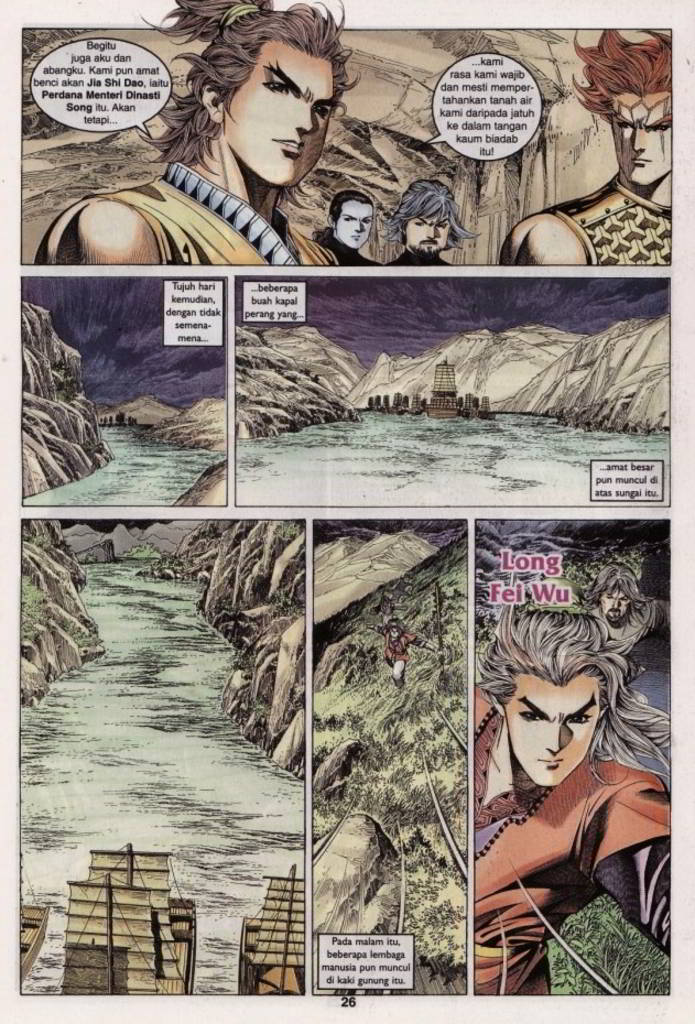 Begitu
juga aku dan
abangku. Kami pun amat
benci akan Jia Shi Dao, iaitu
Perdana Menteri Dinasti
Song itu. Akan
tetapi...
...kami
rasa kami wajib
dan mesti memper-
tahankan tanah air
kami daripada jatuh
ke dalam tangan
kaum biadab
itu!
Tujuh hari
kemudian,
dengan tidak
semena-
mena...
...beberapa
buah kapal
perang yang...
...amat besar
pun muncul di
atas sungai itu.
Pada malam itu,
beberapa lembaga
manusia pun muncul
di kaki gunung itu.
Long
Fei Wu
26